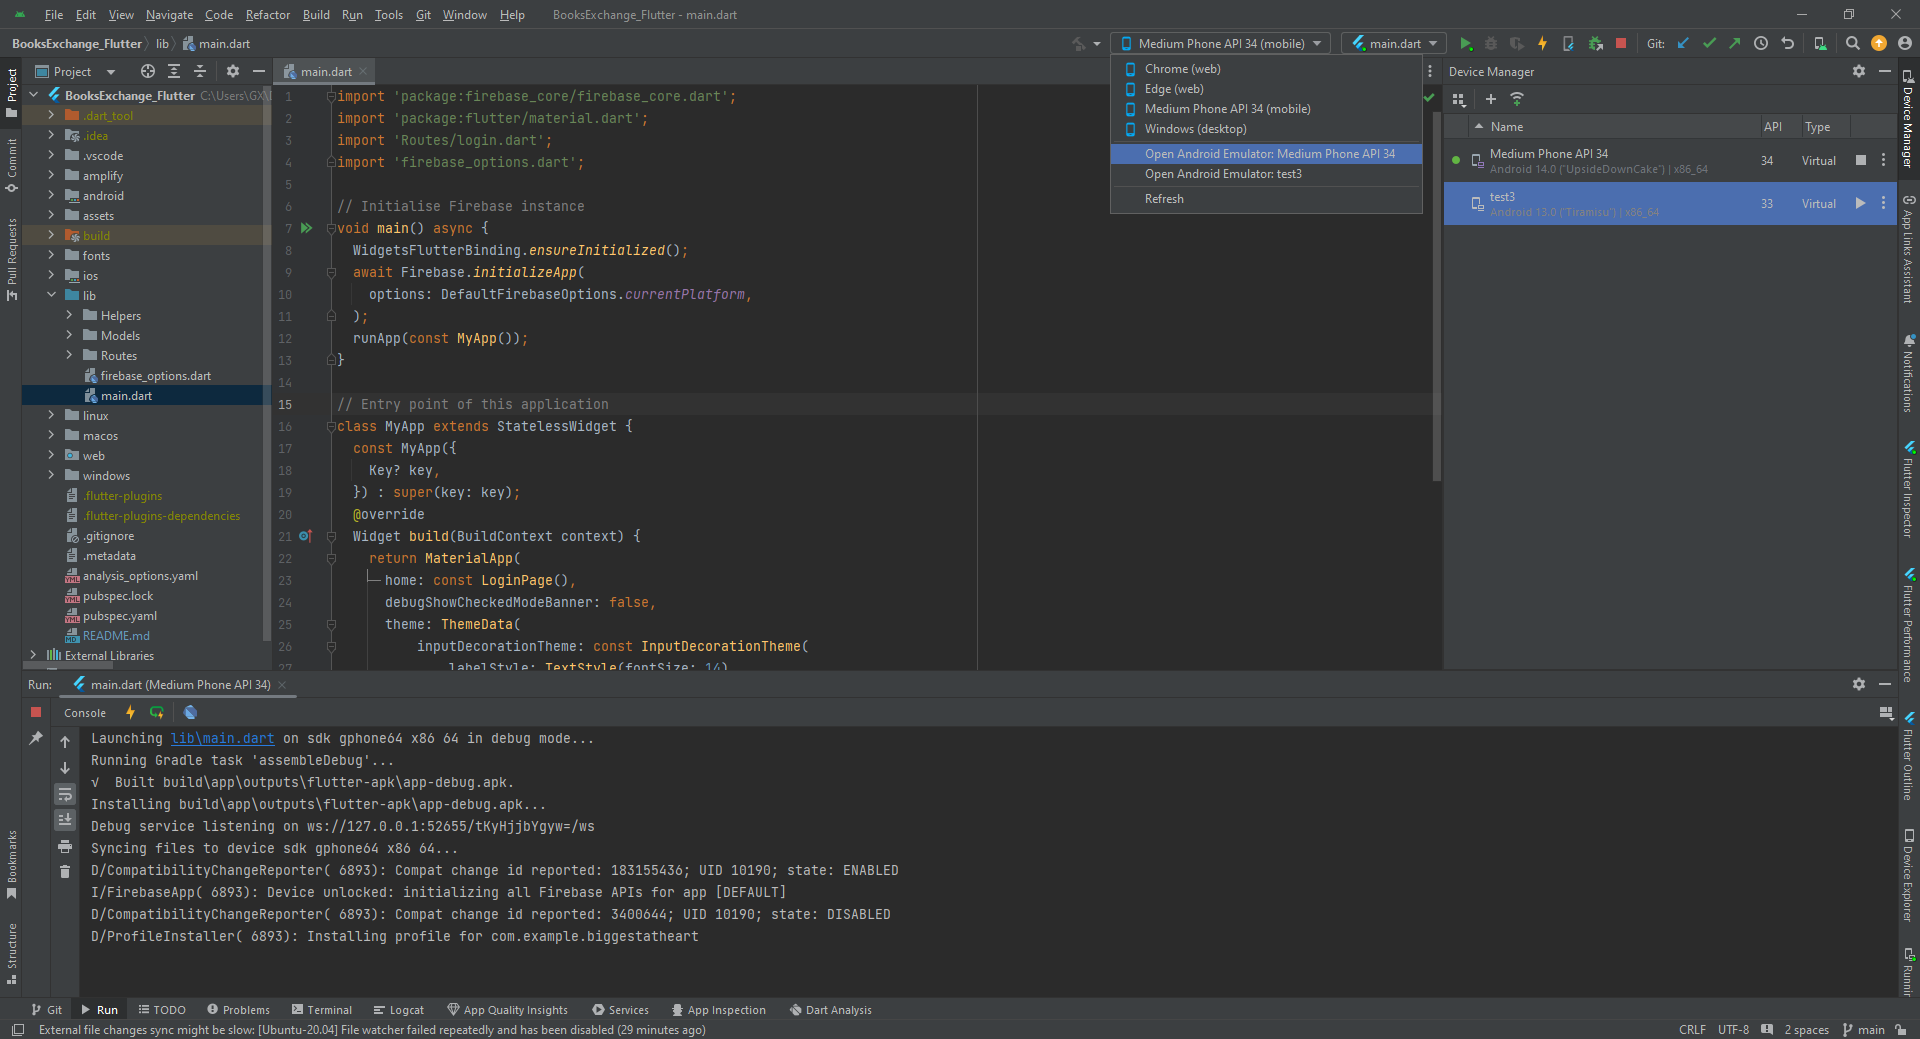 File Edit View Navigate Code Refactor Build Run Tools Git Window Help BooksExchange_Flutter - main.dart
BooksExchange_Flutter lib main.dart
Medium Phone API 34 (mobile) main.dart Git:
Project
main.dart
Chrome (web)
Edge (web)
Medium Phone API 34 (mobile)
Windows (desktop)
Open Android Emulator: Medium Phone API 34
Open Android Emulator: test3
Refresh
Device Manager
Name API Type
Medium Phone API 34 34 Virtual
Android 14.0 ("UpsideDownCake") | x86_64
test3 33 Virtual
Android 13.0 ("Tiramisu") | x86_64
BooksExchange_Flutter C:\Users\GX\
.dart_tool
.idea
.vscode
amplify
android
assets
build
fonts
ios
lib
Helpers
Models
Routes
firebase_options.dart
main.dart
linux
macos
web
windows
.flutter-plugins
.flutter-plugins-dependencies
.gitignore
.metadata
analysis_options.yaml
pubspec.lock
pubspec.yaml
README.md
External Libraries
1 import 'package:firebase_core/firebase_core.dart';
2 import 'package:flutter/material.dart';
3 import 'Routes/login.dart';
4 import 'firebase_options.dart';
5
6 // Initialise Firebase instance
7 void main() async {
8 WidgetsFlutterBinding.ensureInitialized();
9 await Firebase.initializeApp(
10 options: DefaultFirebaseOptions.currentPlatform,
11 );
12 runApp(const MyApp());
13 }
14
15 // Entry point of this application
16 class MyApp extends StatelessWidget {
17 const MyApp({
18 Key? key,
19 }) : super(key: key);
20 @override
21 Widget build(BuildContext context) {
22 return MaterialApp(
23 home: const LoginPage(),
24 debugShowCheckedModeBanner: false,
25 theme: ThemeData(
26 inputDecorationTheme: const InputDecorationTheme(
27 labelStyle: TextStyle(fontSize: 14)
Run: main.dart (Medium Phone API 34)
Console
Launching lib\main.dart on sdk gphone64 x86 64 in debug mode...
Running Gradle task 'assembleDebug'...
√ Built build\app\outputs\flutter-apk\app-debug.apk.
Installing build\app\outputs\flutter-apk\app-debug.apk...
Debug service listening on ws://127.0.0.1:52655/tKyHjjbYgyw=/ws
Syncing files to device sdk gphone64 x86 64...
D/CompatibilityChangeReporter( 6893): Compat change id reported: 183155436; UID 10190; state: ENABLED
I/FirebaseApp( 6893): Device unlocked: initializing all Firebase APIs for app [DEFAULT]
D/CompatibilityChangeReporter( 6893): Compat change id reported: 3400644; UID 10190; state: DISABLED
D/ProfileInstaller( 6893): Installing profile for com.example.biggestatheart
Project
Commit
Pull Requests
Bookmarks
Structure
Device Manager
App Links Assistant
Notifications
Flutter Inspector
Flutter Performance
Flutter Outline
Device Explorer
Runnin
Git Run TODO Problems Terminal Logcat App Quality Insights Services App Inspection Dart Analysis
External file changes sync might be slow: [Ubuntu-20.04] File watcher failed repeatedly and has been disabled (29 minutes ago) CRLF UTF-8 2 spaces main